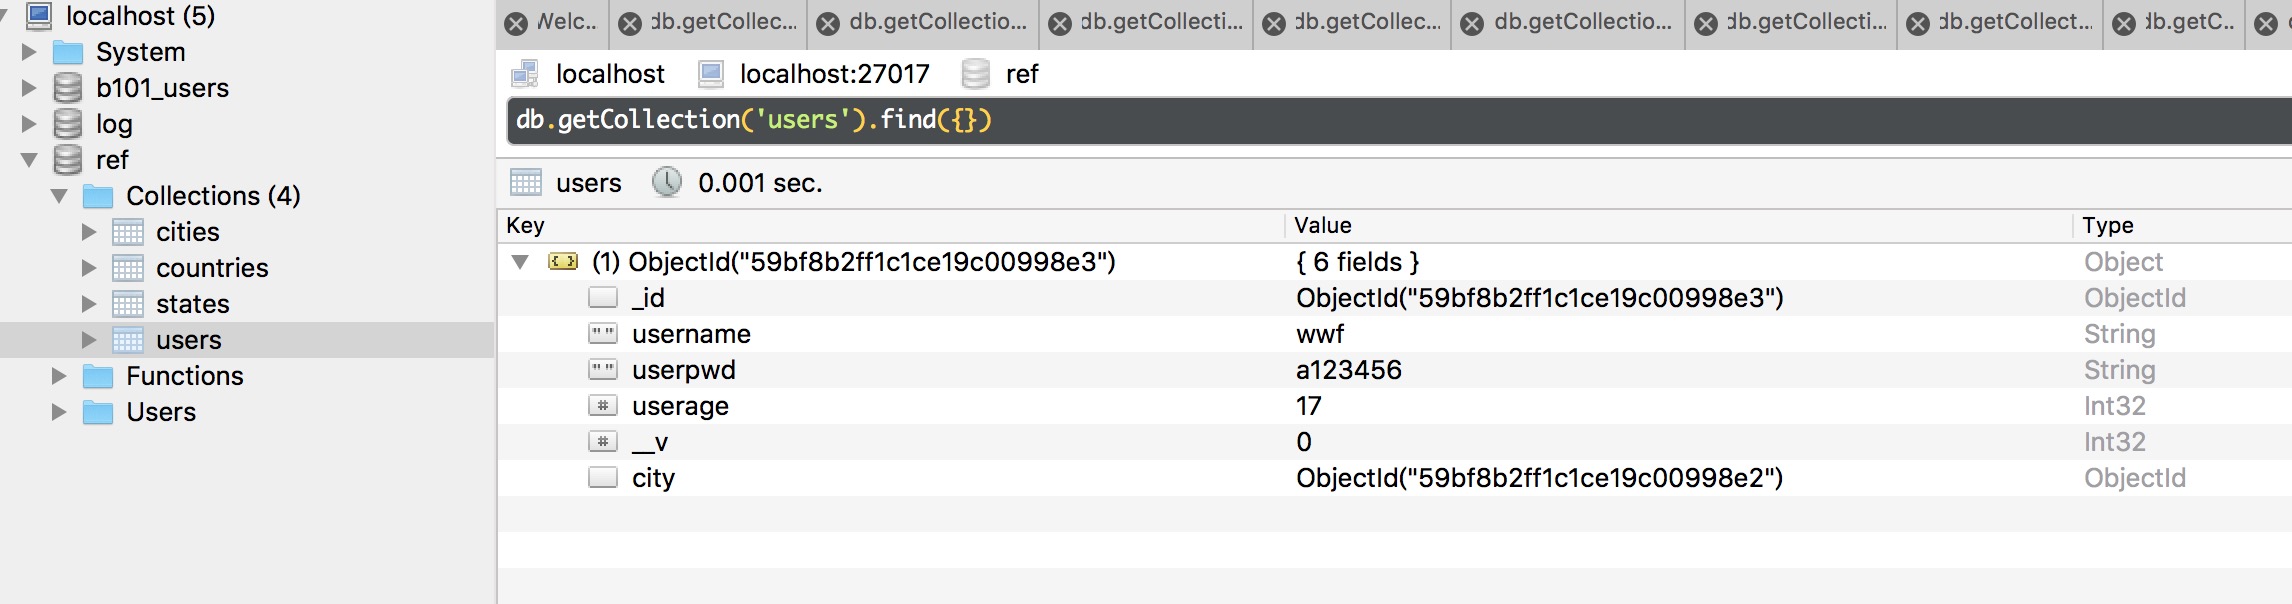 localhost (5)
System
b101_users
log
ref
Collections (4)
cities
countries
states
users
Functions
Users
Welc... db.getCollec... db.getCollectio... db.getCollecti... db.getCollec... db.getCollectio... db.getCollecti... db.getCollect... db.getC...
localhost localhost:27017 ref
db.getCollection('users').find({})
users 0.001 sec.
Key Value Type
(1) ObjectId("59bf8b2ff1c1ce19c00998e3") { 6 fields } Object
_id ObjectId("59bf8b2ff1c1ce19c00998e3") ObjectId
username wwf String
userpwd a123456 String
userage 17 Int32
__v 0 Int32
city ObjectId("59bf8b2ff1c1ce19c00998e2") ObjectId